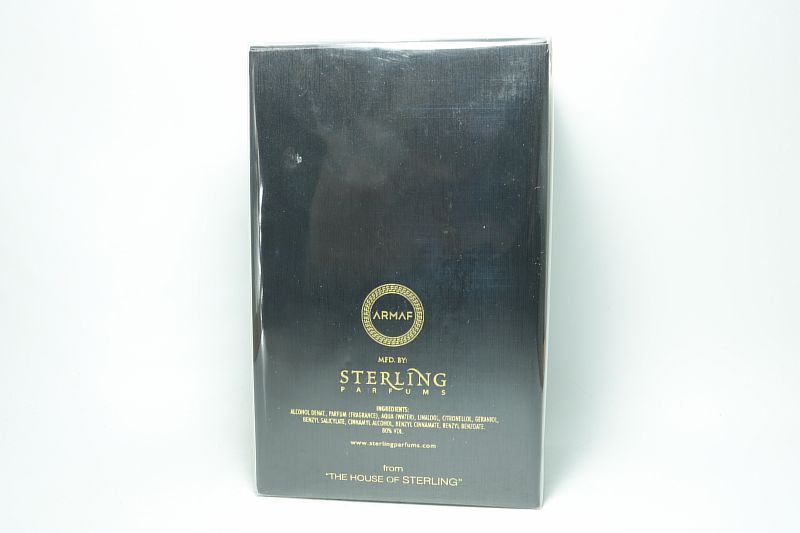 ARMAF
MFD. BY:
STERLING
PARFUMS
INGREDIENTS:
ALCOHOL DENAT., PARFUM (FRAGRANCE), AQUA (WATER), LINALOOL, CITRONELLOL, GERANIOL,
BENZYL SALICYLATE, CINNAMYL ALCOHOL, BENZYL CINNAMATE, BENZYL BENZOATE.
80% VOL.
www.sterlingperfums.com
from
"THE HOUSE OF STERLING"